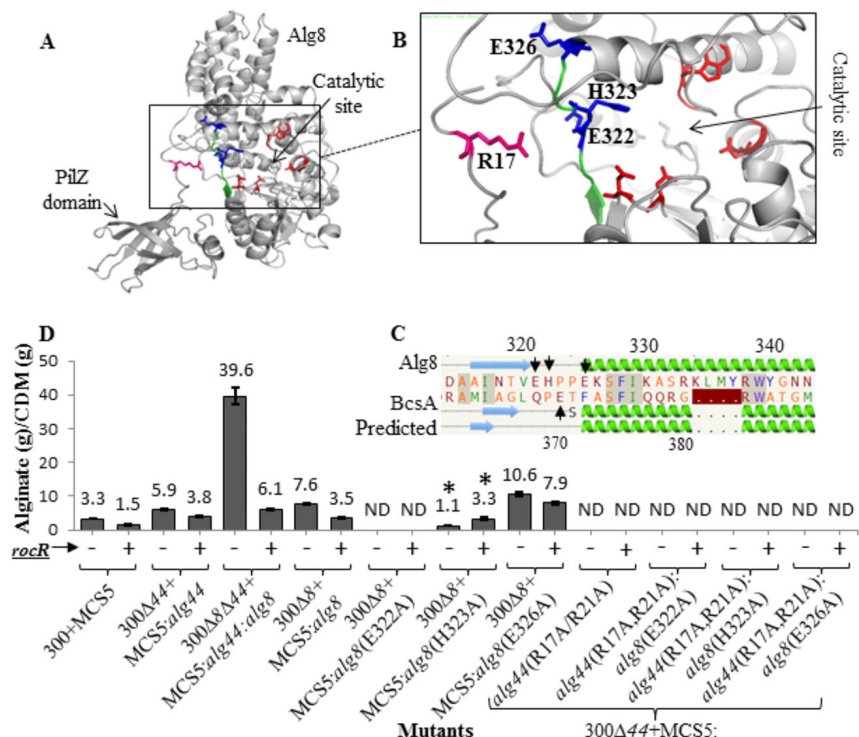 A
Alg8
Catalytic
site
PilZ
domain
B
E326
H323
E322
R17
Catalytic
site
C
320 330 340
Alg8
DAAINTVEHPPEKSFIKASRKLMYRWYGNN
BcsA
RAMIAGLQPETFASFIQQRG....RWATGM
S
Predicted
370 380
D
Alginate (g)/CDM (g)
50
40
30
20
10
0
3.3 1.5 5.9 3.8 39.6 6.1 7.6 3.5 ND ND * 1.1 * 3.3 10.6 7.9 ND ND ND ND ND ND ND ND
rocR - + - + - + - + - + - + - + - + - + - + - +
300+MCS5
300Δ44+
MCS5:alg44
300Δ8Δ44+
MCS5:alg44:alg8
300Δ8+
MCS5:alg8
300Δ8+
MCS5:alg8(E322A)
300Δ8+
MCS5:alg8(H323A)
300Δ8+
MCS5:alg8(E326A)
alg44(R17A/R21A)
alg44(R17A,R21A):
alg8(E322A)
alg44(R17A,R21A):
alg8(H323A)
alg44(R17A,R21A):
alg8(E326A)
Mutants
300Δ44+MCS5: